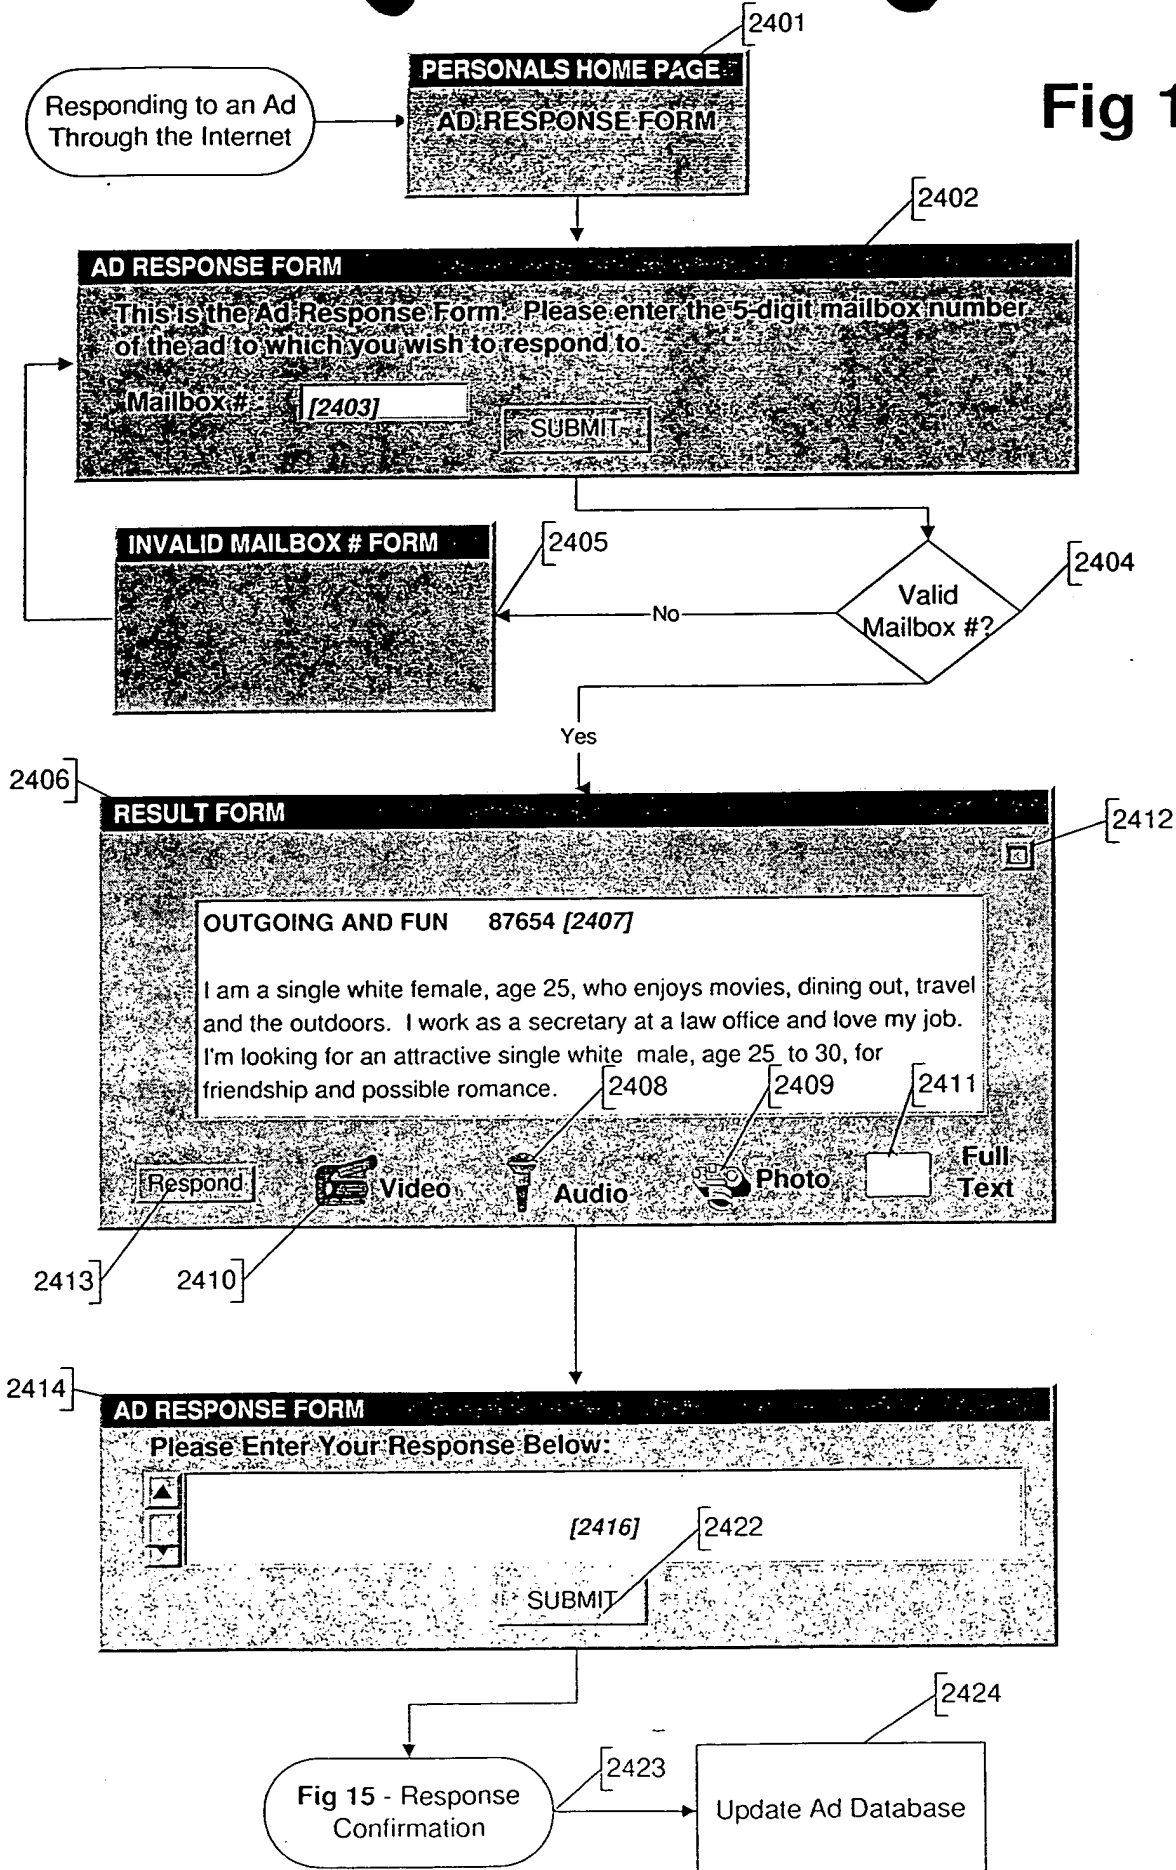 2401
PERSONALS HOME PAGE
AD RESPONSE FORM
Responding to an Ad
Through the Internet
Fig 1
2402
AD RESPONSE FORM
This is the Ad Response Form. Please enter the 5-digit mailbox number
of the ad to which you wish to respond to.
Mailbox # :
[2403]
SUBMIT
INVALID MAILBOX # FORM
2405
2404
Valid
Mailbox #?
No
Yes
2406
RESULT FORM
2412
OUTGOING AND FUN 87654 [2407]
I am a single white female, age 25, who enjoys movies, dining out, travel
and the outdoors. I work as a secretary at a law office and love my job.
I'm looking for an attractive single white male, age 25 to 30, for
friendship and possible romance.
2408
2409
2411
Respond
Video
Audio
Photo
Full
Text
2413
2410
2414
AD RESPONSE FORM
Please Enter Your Response Below:
[2416]
2422
SUBMIT
2424
2423
Fig 15 - Response
Confirmation
Update Ad Database